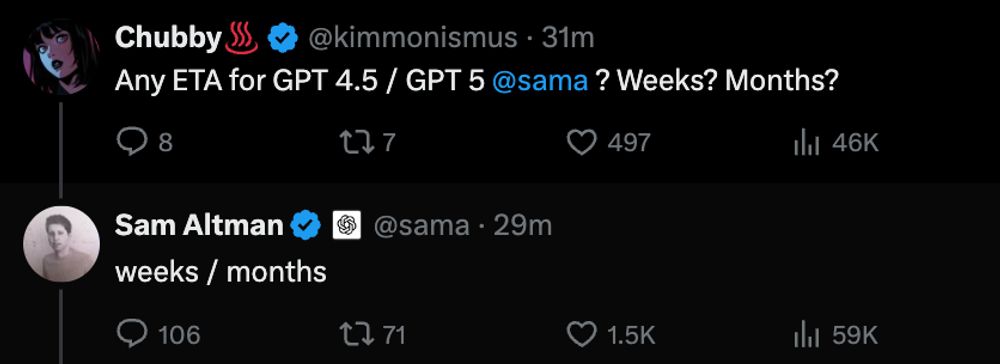 Chubby♨️ @kimmonismus · 31m
Any ETA for GPT 4.5 / GPT 5 @sama ? Weeks? Months?
8 7 497 46K
Sam Altman @sama · 29m
weeks / months
106 71 1.5K 59K